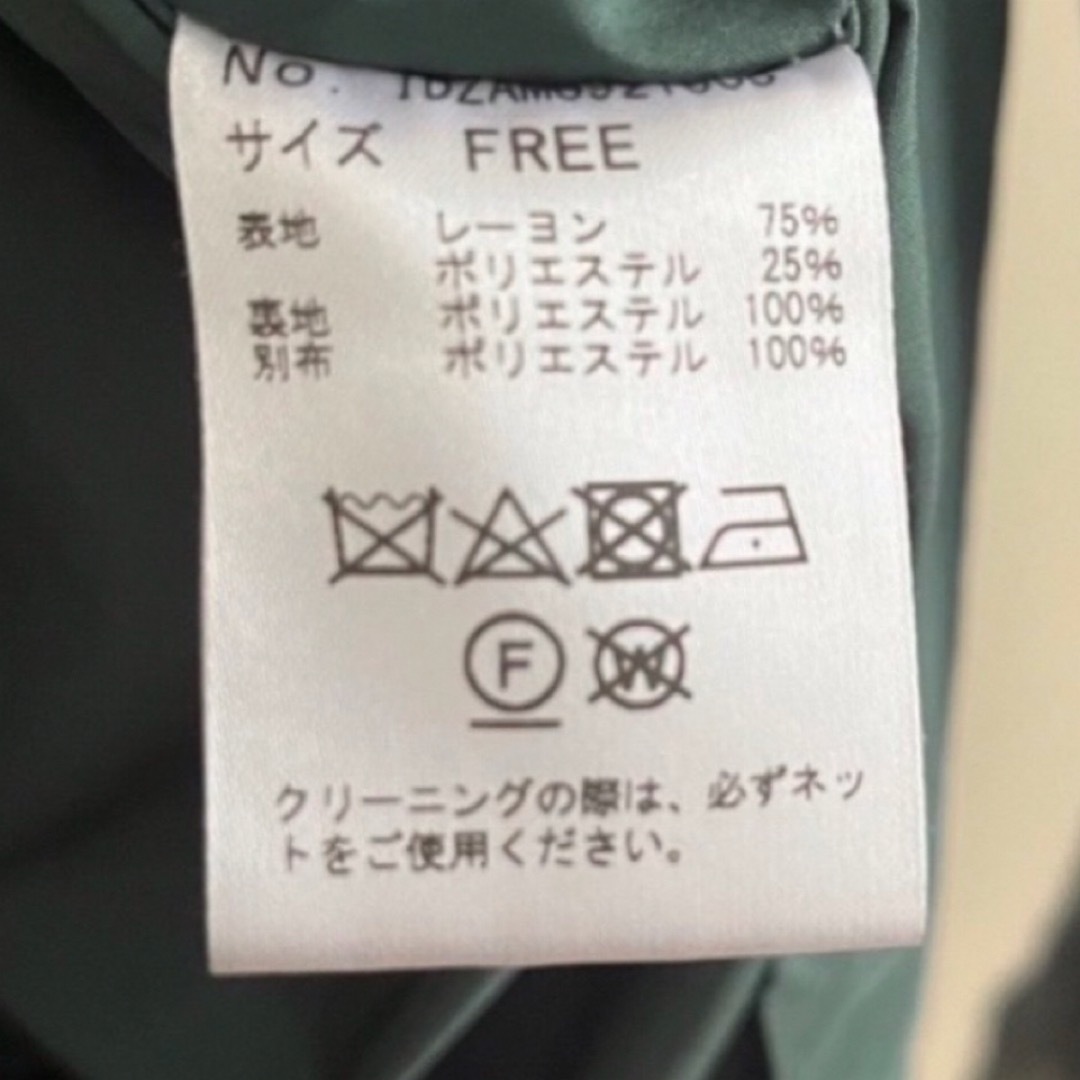 No.
サイズ FREE
表地 レーヨン 75%
ポリエステル 25%
裏地 ポリエステル 100%
別布 ポリエステル 100%
F W
クリーニングの際は、必ずネッ
トをご使用ください。